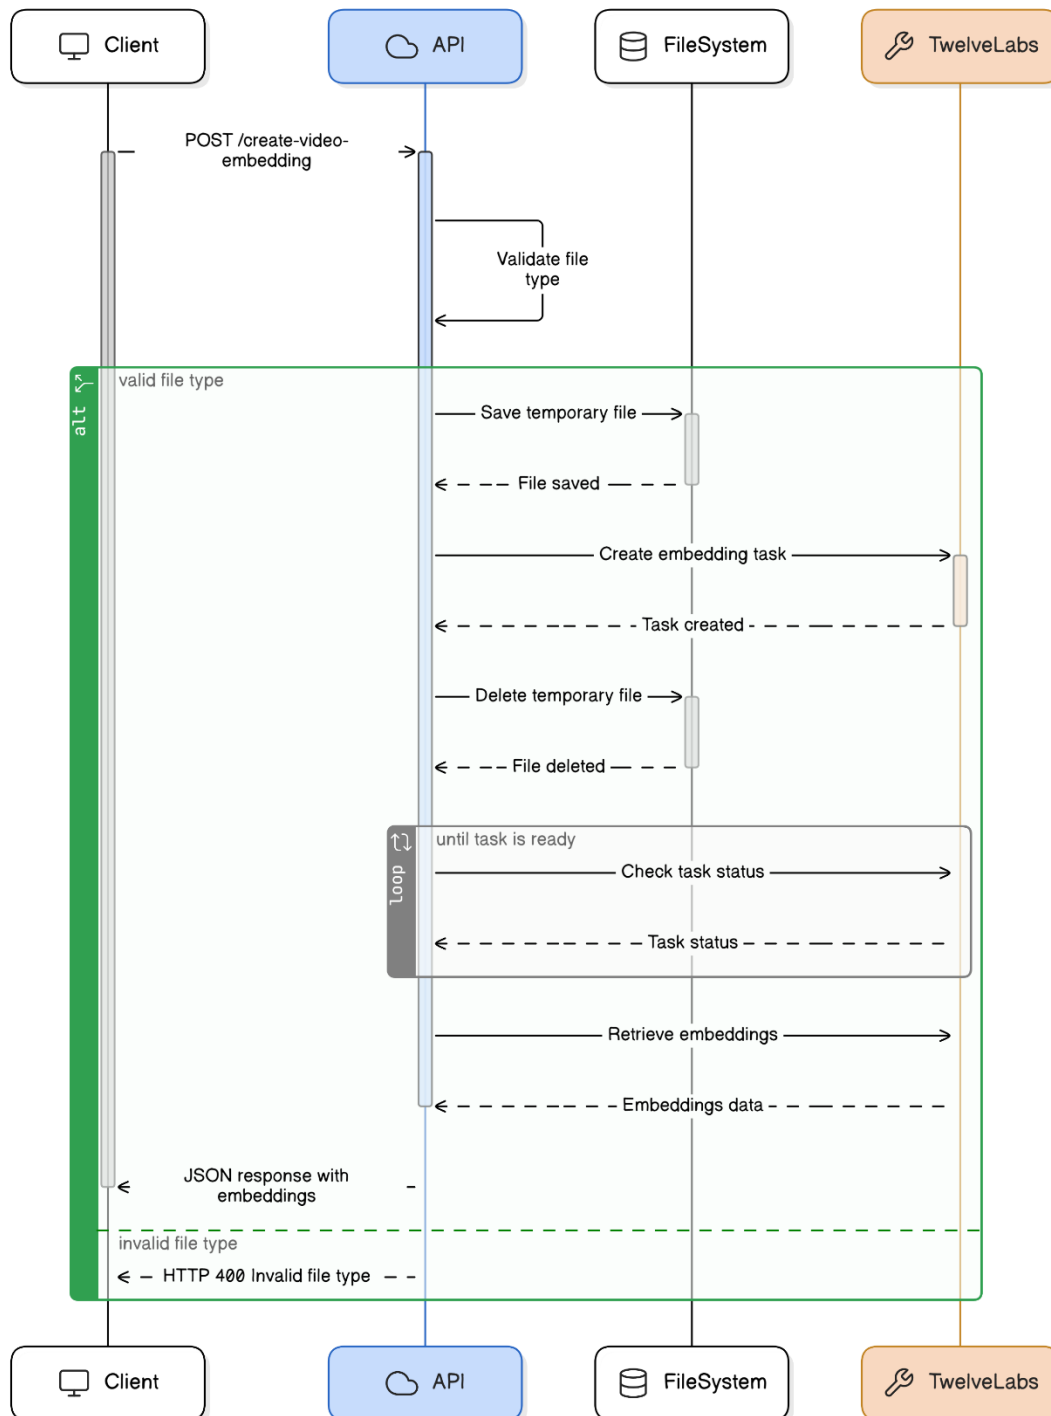 Client
API
FileSystem
TwelveLabs
POST /create-video-
embedding
Validate file
type
alt
valid file type
Save temporary file
File saved
Create embedding task
Task created
Delete temporary file
File deleted
loop
until task is ready
Check task status
Task status
Retrieve embeddings
Embeddings data
JSON response with
embeddings
invalid file type
HTTP 400 Invalid file type
Client
API
FileSystem
TwelveLabs